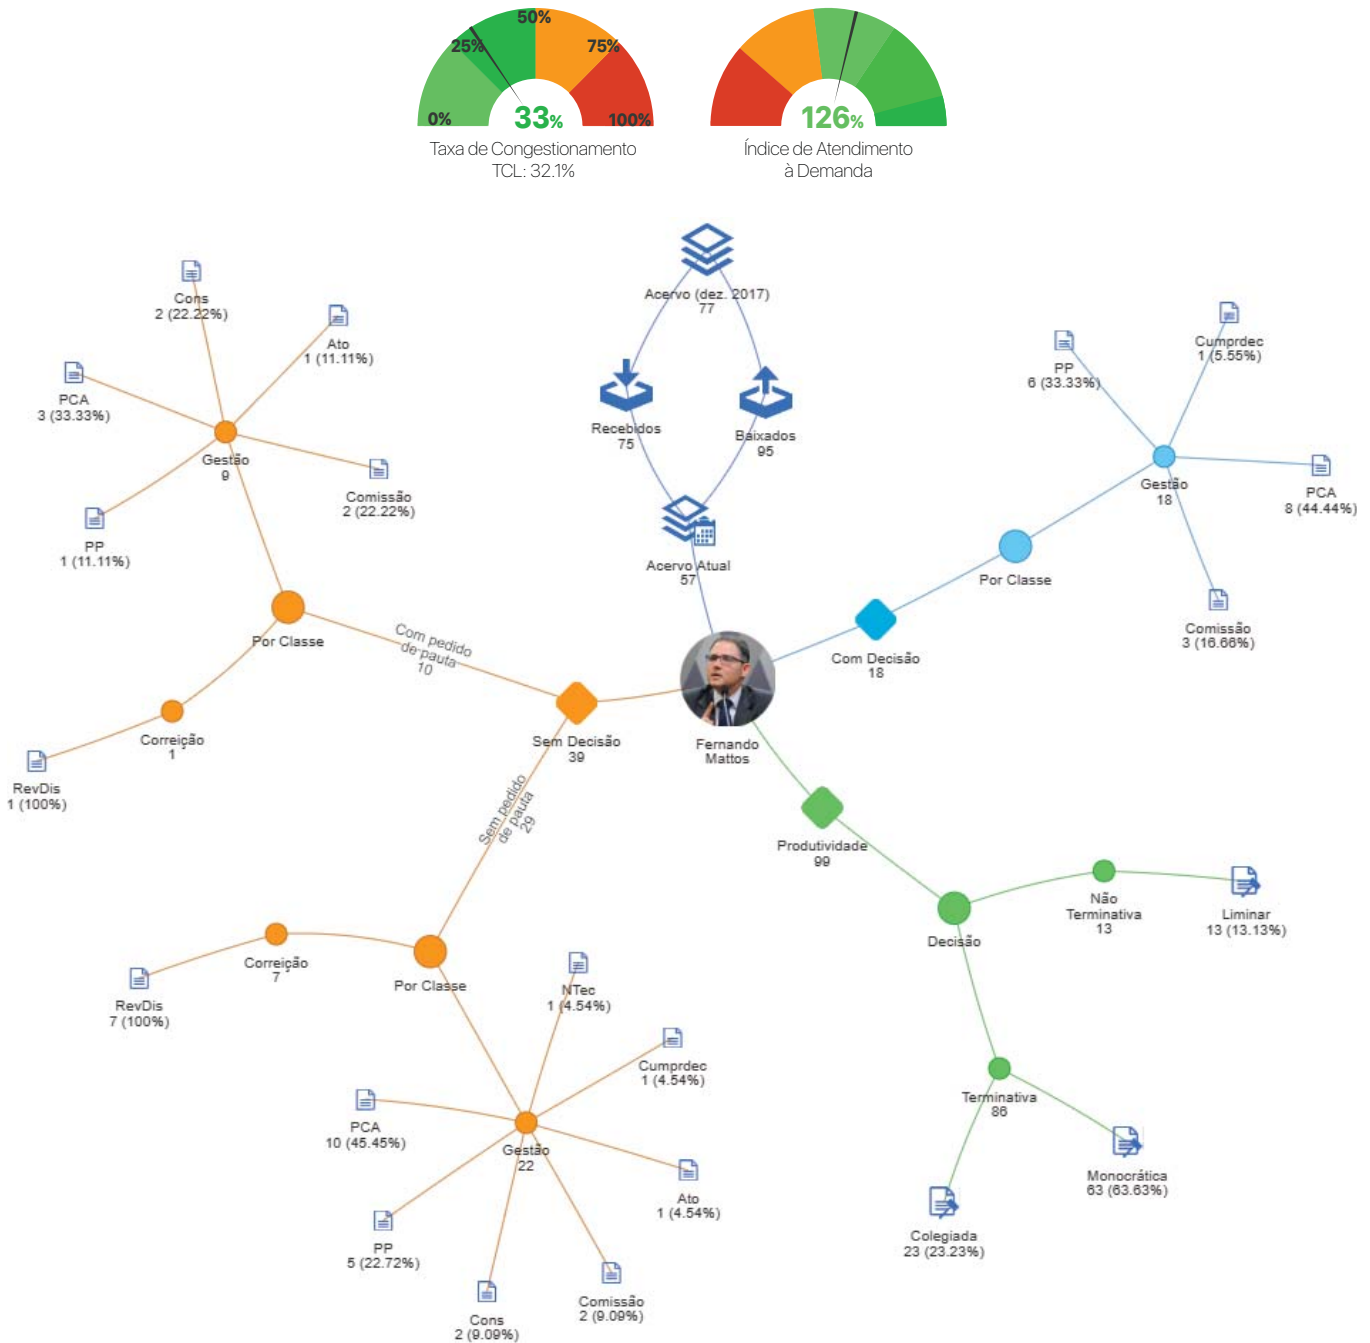 50%
25%
75%
0%
33%
100%
Taxa de Congestionamento
TCL: 32.1%
126%
Índice de Atendimento
à Demanda
Acervo (dez. 2017)
77
Recebidos
75
Baixados
95
Acervo Atual
57
Fernando
Mattos
Cons
2 (22.22%)
Ato
1 (11.11%)
PCA
3 (33.33%)
Gestão
9
Comissão
2 (22.22%)
PP
1 (11.11%)
Por Classe
Com pedido
de pauta
10
Correição
1
RevDis
1 (100%)
Sem Decisão
39
Sem pedido
de pauta
29
Correição
7
RevDis
7 (100%)
Por Classe
NTec
1 (4.54%)
Cumprdec
1 (4.54%)
PCA
10 (45.45%)
Gestão
22
Ato
1 (4.54%)
PP
5 (22.72%)
Cons
2 (9.09%)
Comissão
2 (9.09%)
Cumprdec
1 (5.55%)
PP
6 (33.33%)
Gestão
18
PCA
8 (44.44%)
Por Classe
Comissão
3 (16.66%)
Com Decisão
18
Produtividade
99
Decisão
Não
Terminativa
13
Liminar
13 (13.13%)
Terminativa
86
Monocrática
63 (63.63%)
Colegiada
23 (23.23%)